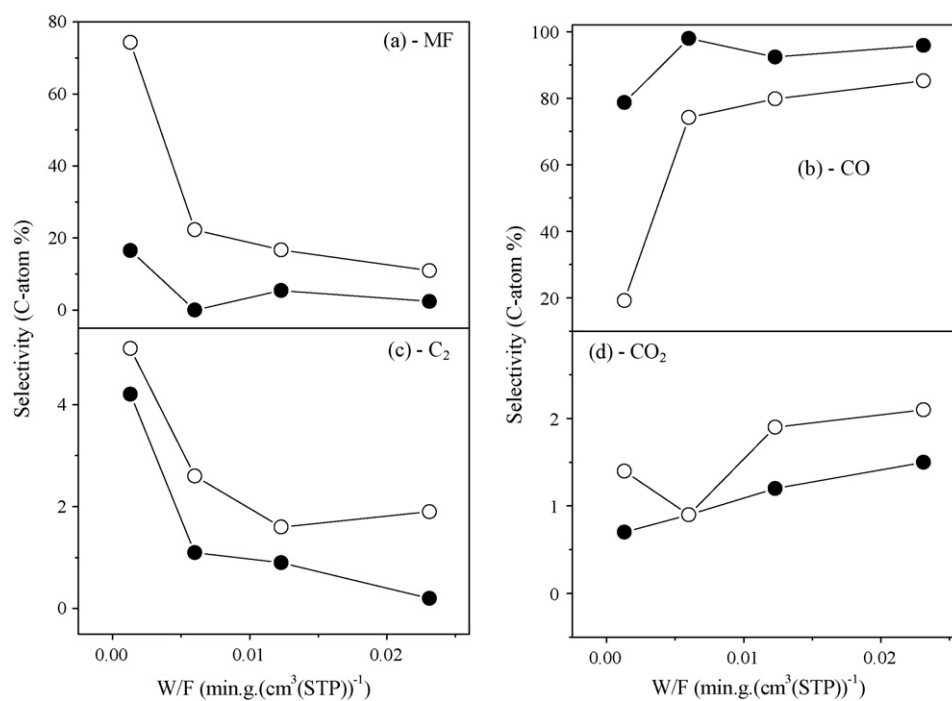 80
60
40
20
0
(a) - MF
100
80
60
40
20
(b) - CO
Selectivity (C-atom %)
Selectivity (C-atom %)
4
2
0
(c) - C₂
2
1
0
(d) - CO₂
0.00
0.01
0.02
0.00
0.01
0.02
W/F (min.g.(cm³(STP))⁻¹
W/F (min.g.(cm³(STP))⁻¹